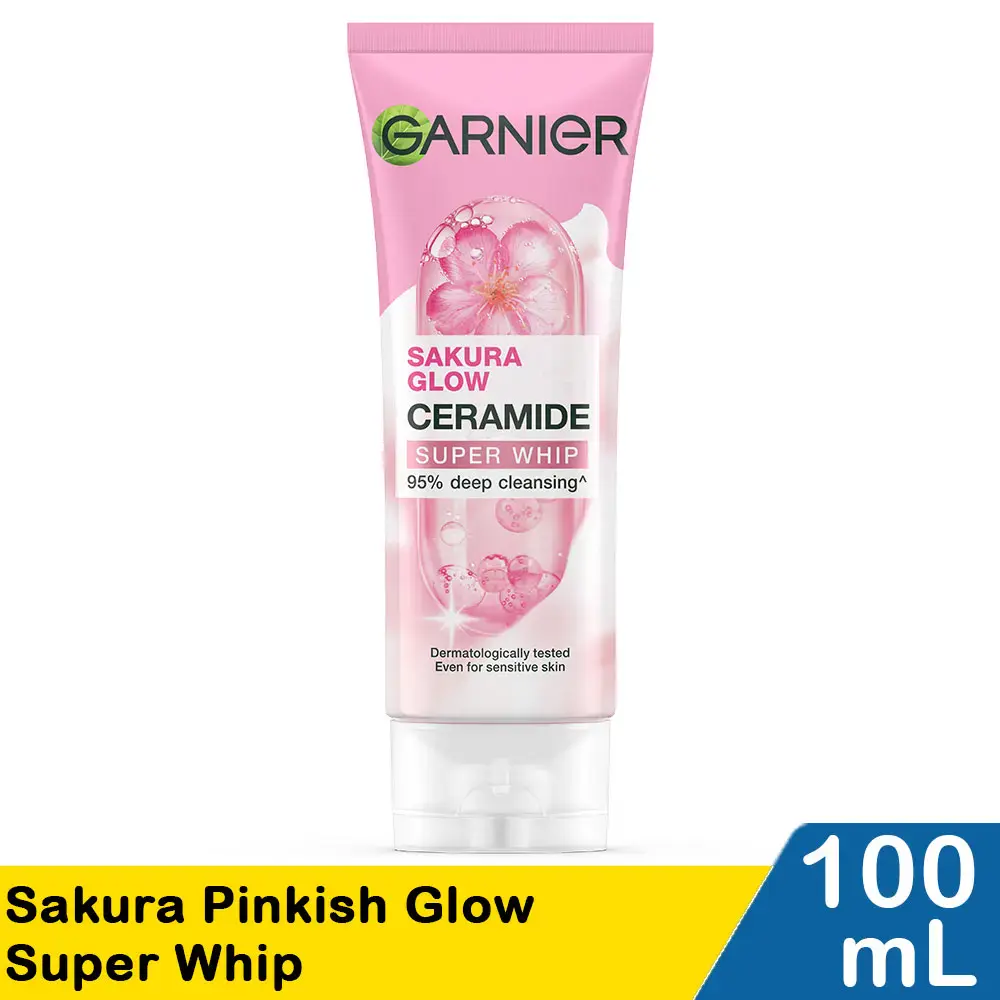 GARNIER
SAKURA
GLOW
CERAMIDE
SUPER WHIP
95% deep cleansing^
Dermatologically tested
Even for sensitive skin
Sakura Pinkish Glow
Super Whip
100
mL